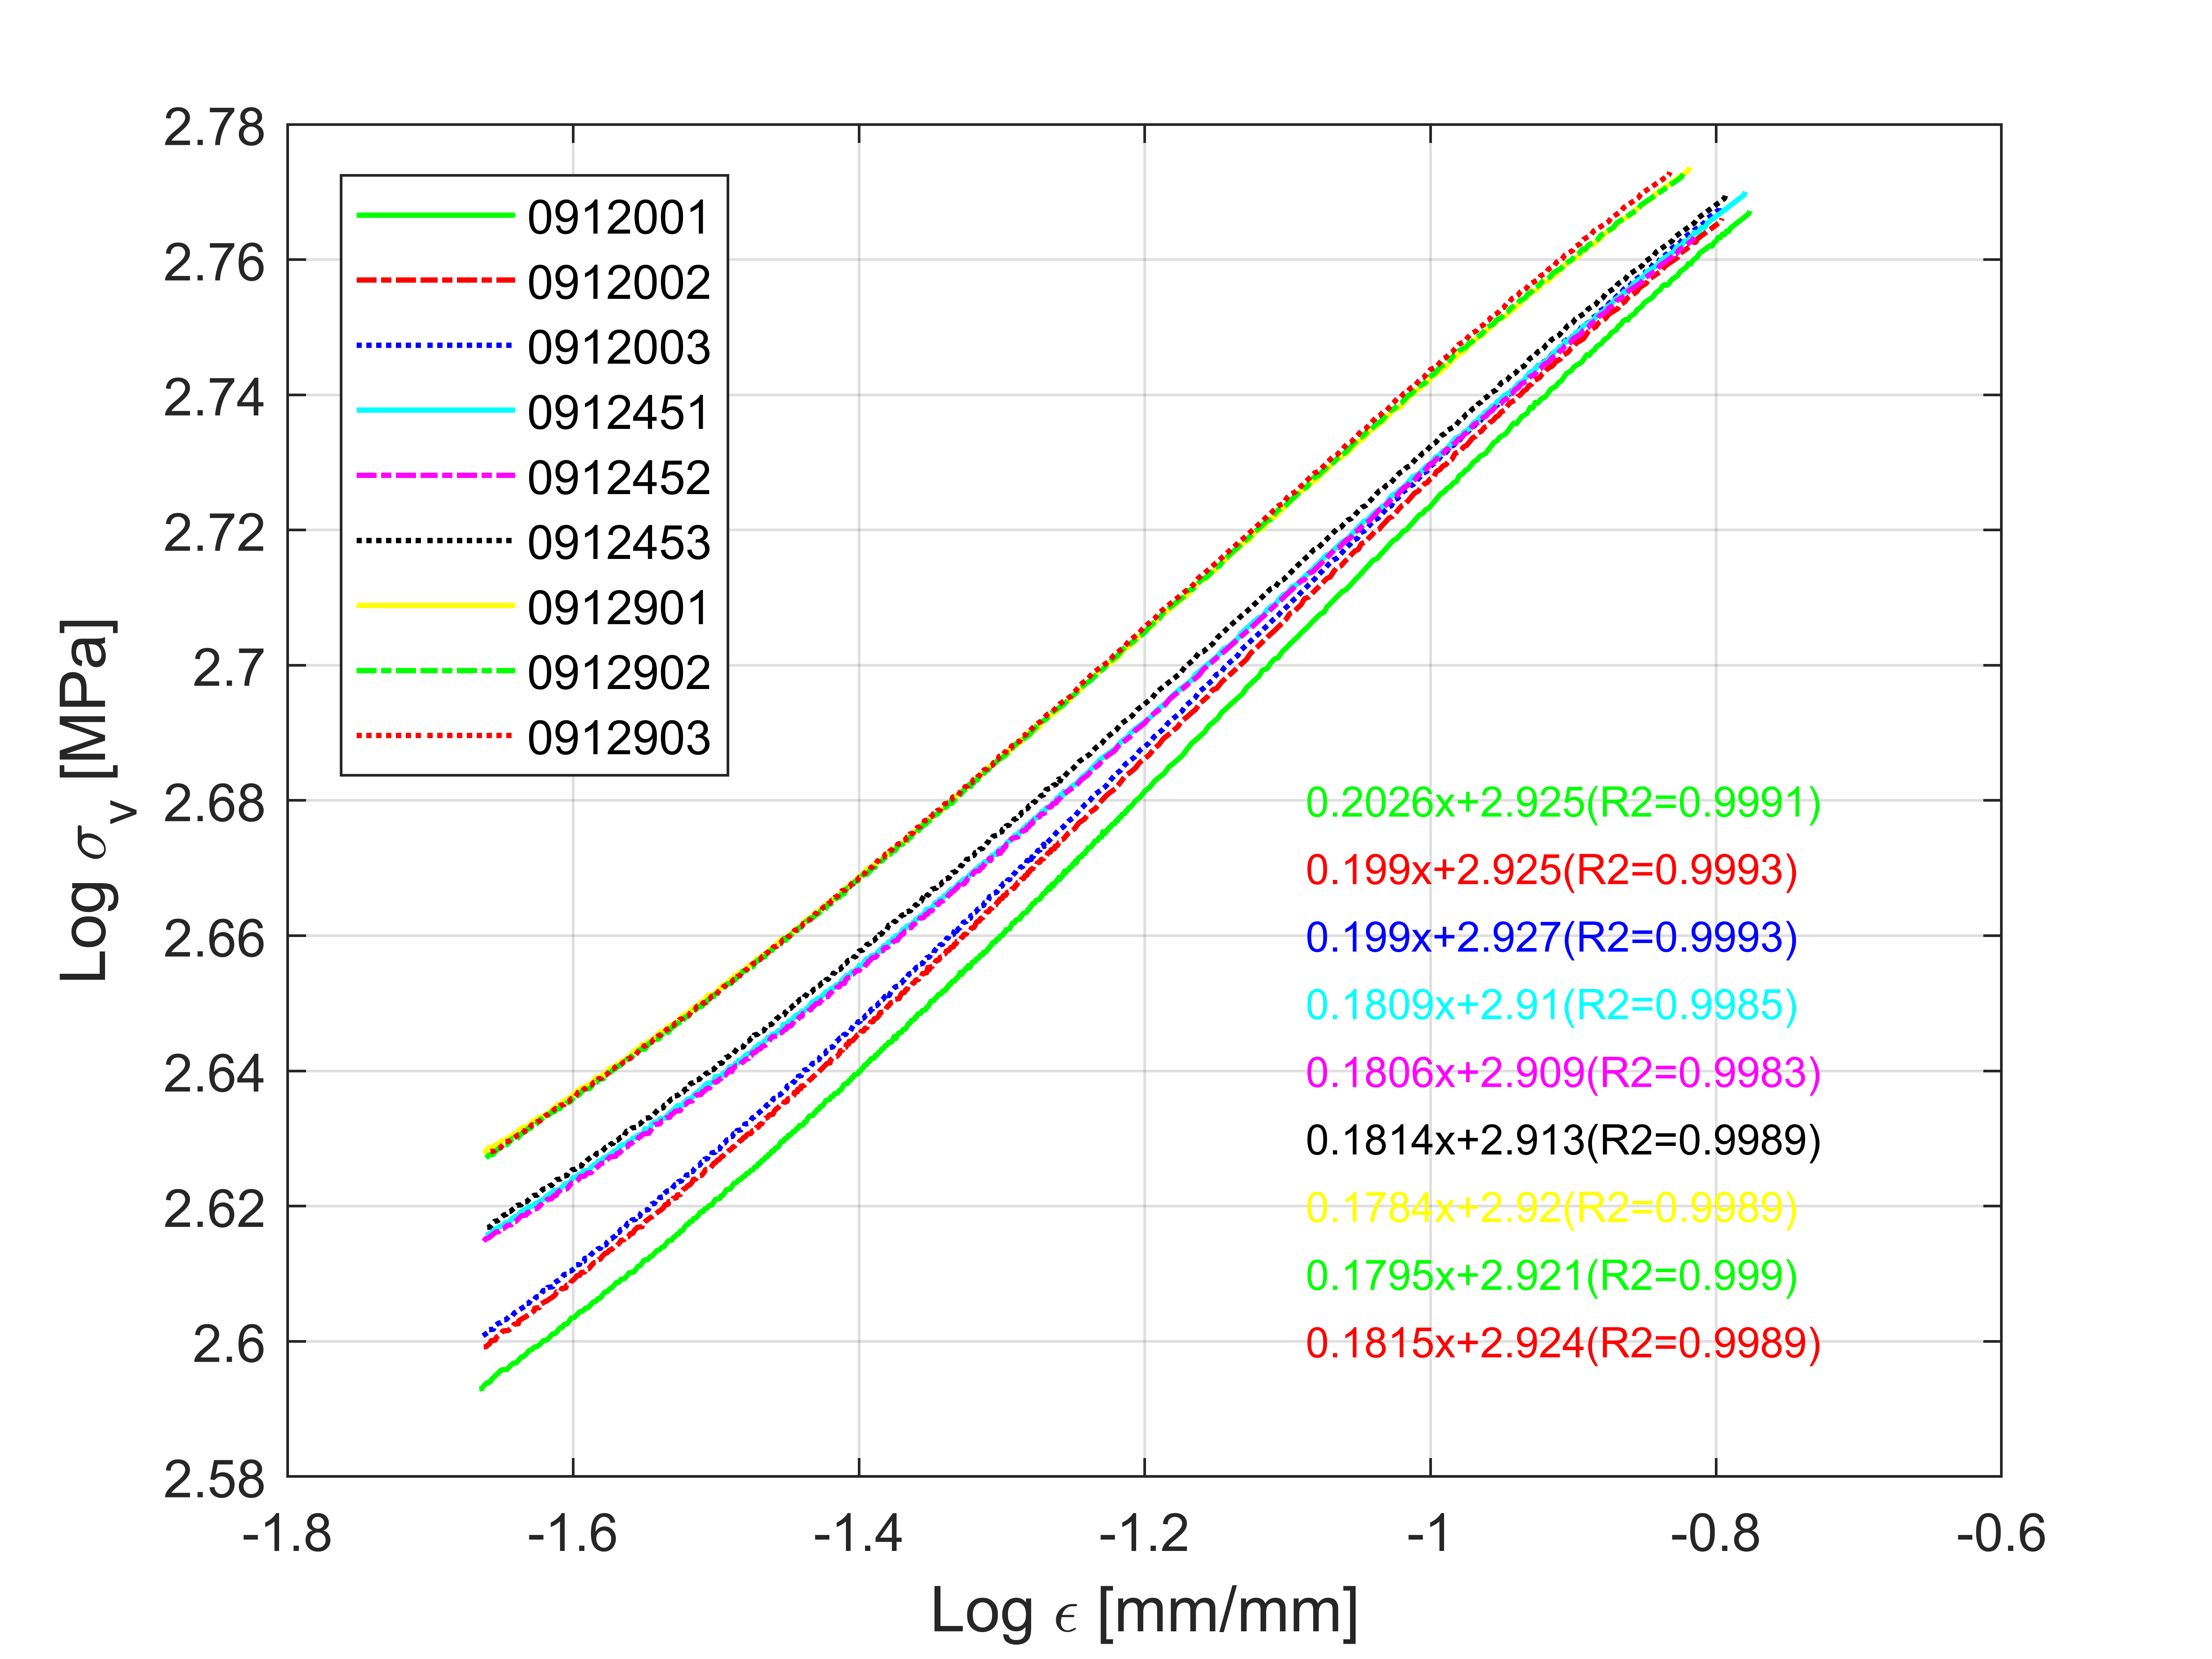 2.78
2.76
2.74
2.72
2.7
2.68
2.66
2.64
2.62
2.6
2.58
Log σv [MPa]
0912001
0912002
0912003
0912451
0912452
0912453
0912901
0912902
0912903
0.2026x+2.925(R2=0.9991)
0.199x+2.925(R2=0.9993)
0.199x+2.927(R2=0.9993)
0.1809x+2.91(R2=0.9985)
0.1806x+2.909(R2=0.9983)
0.1814x+2.913(R2=0.9989)
0.1784x+2.92(R2=0.9989)
0.1795x+2.921(R2=0.999)
0.1815x+2.924(R2=0.9989)
-1.8 -1.6 -1.4 -1.2 -1 -0.8 -0.6
Log ϵ [mm/mm]